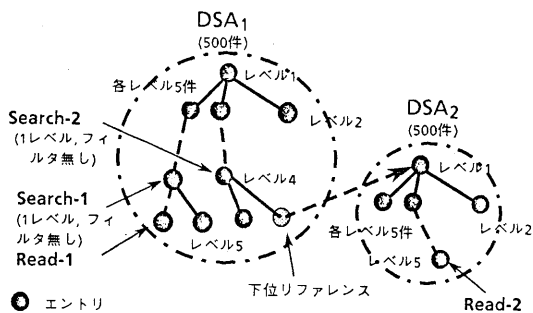 DSA1
(500件)
レベル1
各レベル5件
レベル2
Search-2
(1レベル,フィ
ルタ無し)
レベル4
Search-1
(1レベル,フィ
ルタ無し)
レベル5
Read-1
下位リファレンス
エントリ
DSA2
(500件)
レベル1
各レベル5件
レベル2
レベル5
Read-2